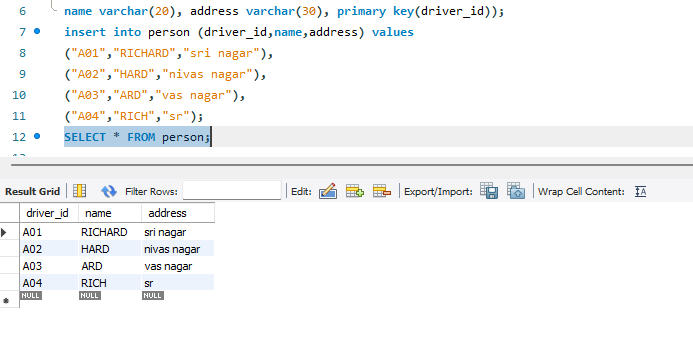 6 name varchar(20), address varchar(30), primary key(driver_id));
7 insert into person (driver_id,name,address) values
8 ("A01","RICHARD","sri nagar"),
9 ("A02","HARD","nivas nagar"),
10 ("A03","ARD","vas nagar"),
11 ("A04","RICH","sr");
12 SELECT * FROM person;
Result Grid Filter Rows: Edit: Export/Import: Wrap Cell Content:
driver_id name address
A01 RICHARD sri nagar
A02 HARD nivas nagar
A03 ARD vas nagar
A04 RICH sr
NULL NULL NULL